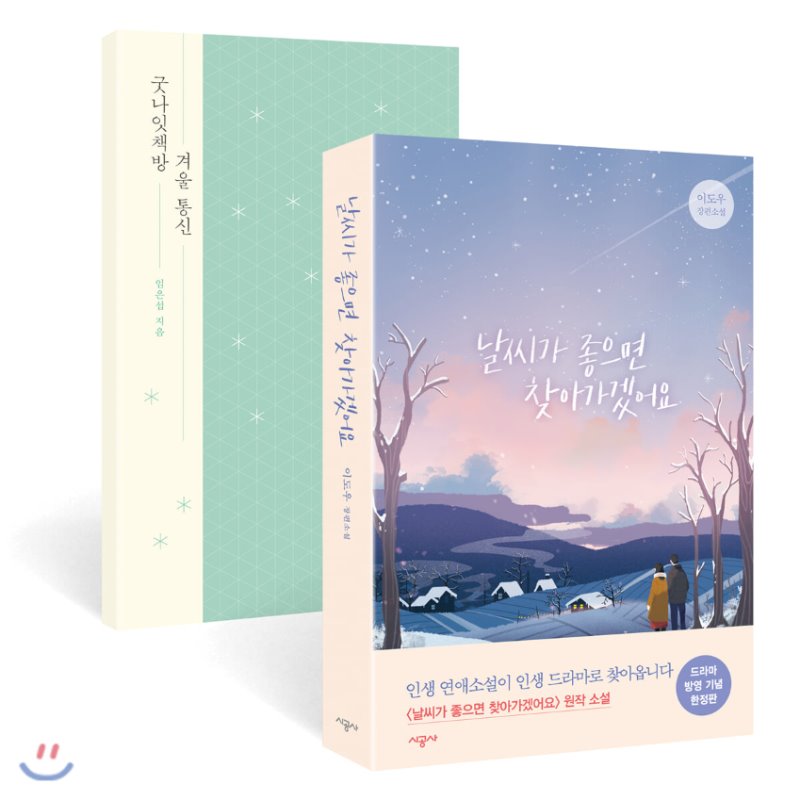 굿나잇책방
겨울 통신
임은섭 지음
날씨가 좋으면 찾아가겠어요
이도우 장편소설
시공사
이도우
장편소설
날씨가 좋으면
찾아가겠어요
인생 연애소설이 인생 드라마로 찾아옵니다
〈날씨가 좋으면 찾아가겠어요〉 원작 소설
시공사
드라마
방영 기념
한정판